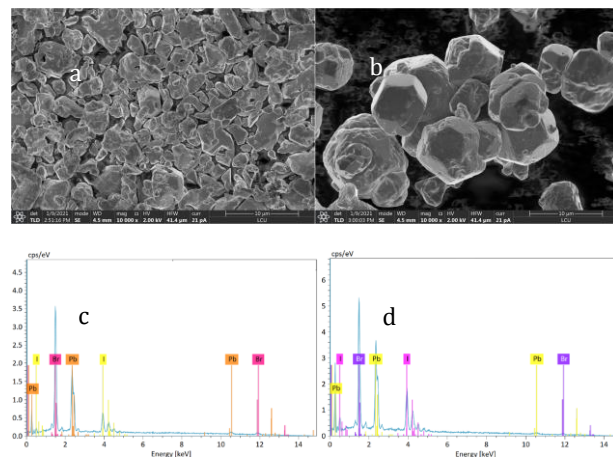 a
b
det mode WD mag HV HFW curr
TLD SE 4.5 mm 10 000 x 2.00 kV 41.4 µm 21 pA
10 µm
LCU
det mode WD mag HV HFW curr
TLD SE 4.5 mm 10 000 x 2.00 kV 41.4 µm 21 pA
10 µm
LCU
cps/eV
4.5
4.0
3.5
3.0
2.5
2.0
1.5
1.0
0.5
0.0
c
I
Br
Pb
I
Pb
Br
Pb
0 2 4 6 8 10 12 14
Energy [keV]
cps/eV
6
5
4
3
2
1
0
d
I
Br
Pb
I
Pb
Br
Pb
0 2 4 6 8 10 12 14
Energy [keV]